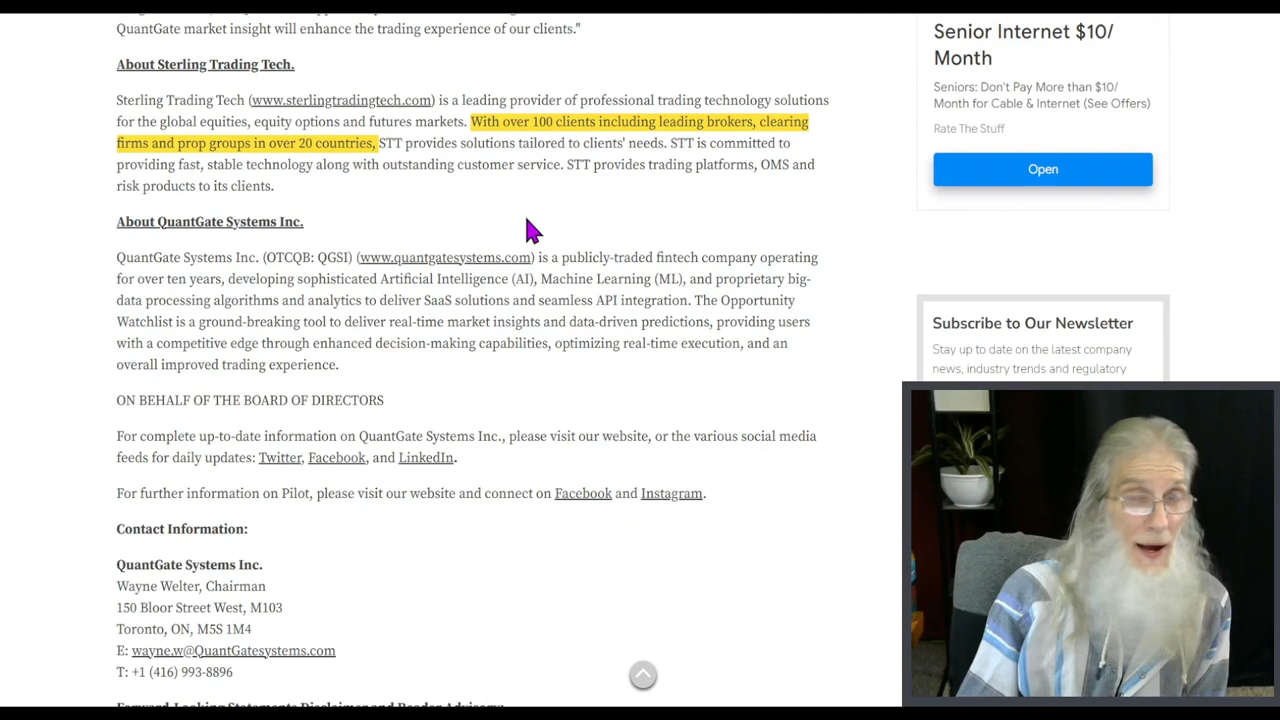 QuantGate market insight will enhance the trading experience of our clients."
About Sterling Trading Tech.
Sterling Trading Tech (www.sterlingtradingtech.com) is a leading provider of professional trading technology solutions
for the global equities, equity options and futures markets. With over 100 clients including leading brokers, clearing
firms and prop groups in over 20 countries, STT provides solutions tailored to clients' needs. STT is committed to
providing fast, stable technology along with outstanding customer service. STT provides trading platforms, OMS and
risk products to its clients.
About QuantGate Systems Inc.
QuantGate Systems Inc. (OTCQB: QGSI) (www.quantgatesystems.com) is a publicly-traded fintech company operating
for over ten years, developing sophisticated Artificial Intelligence (AI), Machine Learning (ML), and proprietary big-
data processing algorithms and analytics to deliver SaaS solutions and seamless API integration. The Opportunity
Watchlist is a ground-breaking tool to deliver real-time market insights and data-driven predictions, providing users
with a competitive edge through enhanced decision-making capabilities, optimizing real-time execution, and an
overall improved trading experience.
ON BEHALF OF THE BOARD OF DIRECTORS
For complete up-to-date information on QuantGate Systems Inc., please visit our website, or the various social media
feeds for daily updates: Twitter, Facebook, and LinkedIn.
For further information on Pilot, please visit our website and connect on Facebook and Instagram.
Contact Information:
QuantGate Systems Inc.
Wayne Welter, Chairman
150 Bloor Street West, M103
Toronto, ON, M5S 1M4
E: wayne.w@QuantGatesystems.com
T: +1 (416) 993-8896
Forward-Looking Statements Disclaimer and Reader Advisory:
Senior Internet $10/
Month
Seniors: Don't Pay More than $10/
Month for Cable & Internet (See Offers)
Rate The Stuff
Open
Subscribe to Our Newsletter
Stay up to date on the latest company
news, industry trends and regulatory